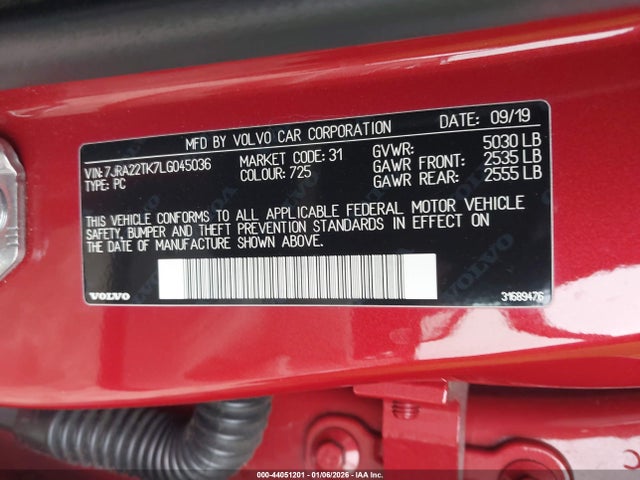 MFD BY VOLVO CAR CORPORATION DATE: 09/19
VIN: 7JRA22TK7LG045036 MARKET CODE: 31 GVWR: 5030 LB
TYPE: PC COLOUR: 725 GAWR FRONT: 2535 LB
GAWR REAR: 2555 LB
THIS VEHICLE CONFORMS TO ALL APPLICABLE FEDERAL MOTOR VEHICLE
SAFETY, BUMPER AND THEFT PREVENTION STANDARDS IN EFFECT ON THE
DATE OF MANUFACTURE SHOWN ABOVE.
VOLVO 31689476
000-44051201 - 01/06/2026 - IAA INC.